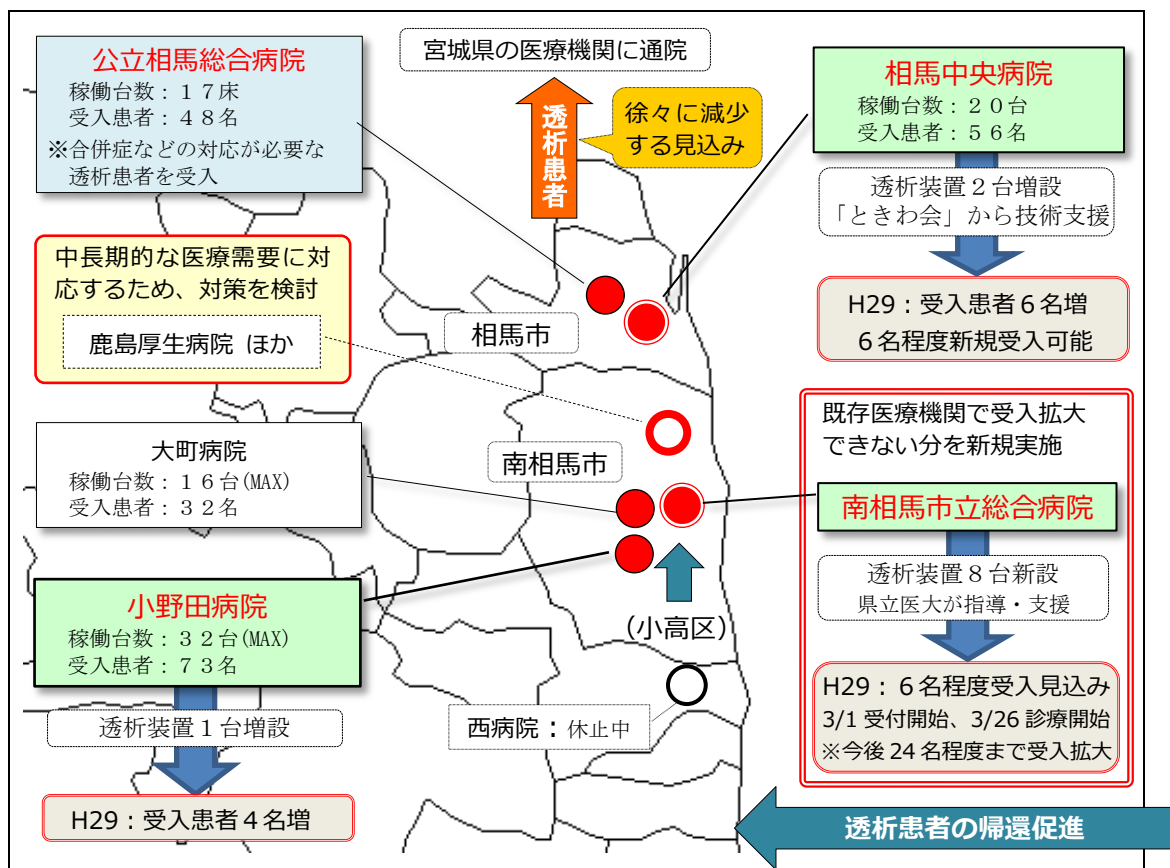 公立相馬総合病院
稼働台数：１７床
受入患者：４８名
※合併症などの対応が必要な
透析患者を受入
宮城県の医療機関に通院
透析患者
徐々に減少
する見込み
相馬中央病院
稼働台数：２０台
受入患者：５６名
透析装置２台増設
「ときわ会」から技術支援
H29：受入患者６名増
６名程度新規受入可能
中長期的な医療需要に対
応するため、対策を検討
鹿島厚生病院 ほか
相馬市
大町病院
稼働台数：１６台(MAX)
受入患者：３２名
南相馬市
既存医療機関で受入拡大
できない分を新規実施
南相馬市立総合病院
透析装置８台新設
県立医大が指導・支援
H29：６名程度受入見込み
3/1 受付開始、3/26 診療開始
※今後 24 名程度まで受入拡大
小野田病院
稼働台数：３２台(MAX)
受入患者：７３名
透析装置１台増設
H29：受入患者４名増
（小高区）
西病院：休止中
透析患者の帰還促進